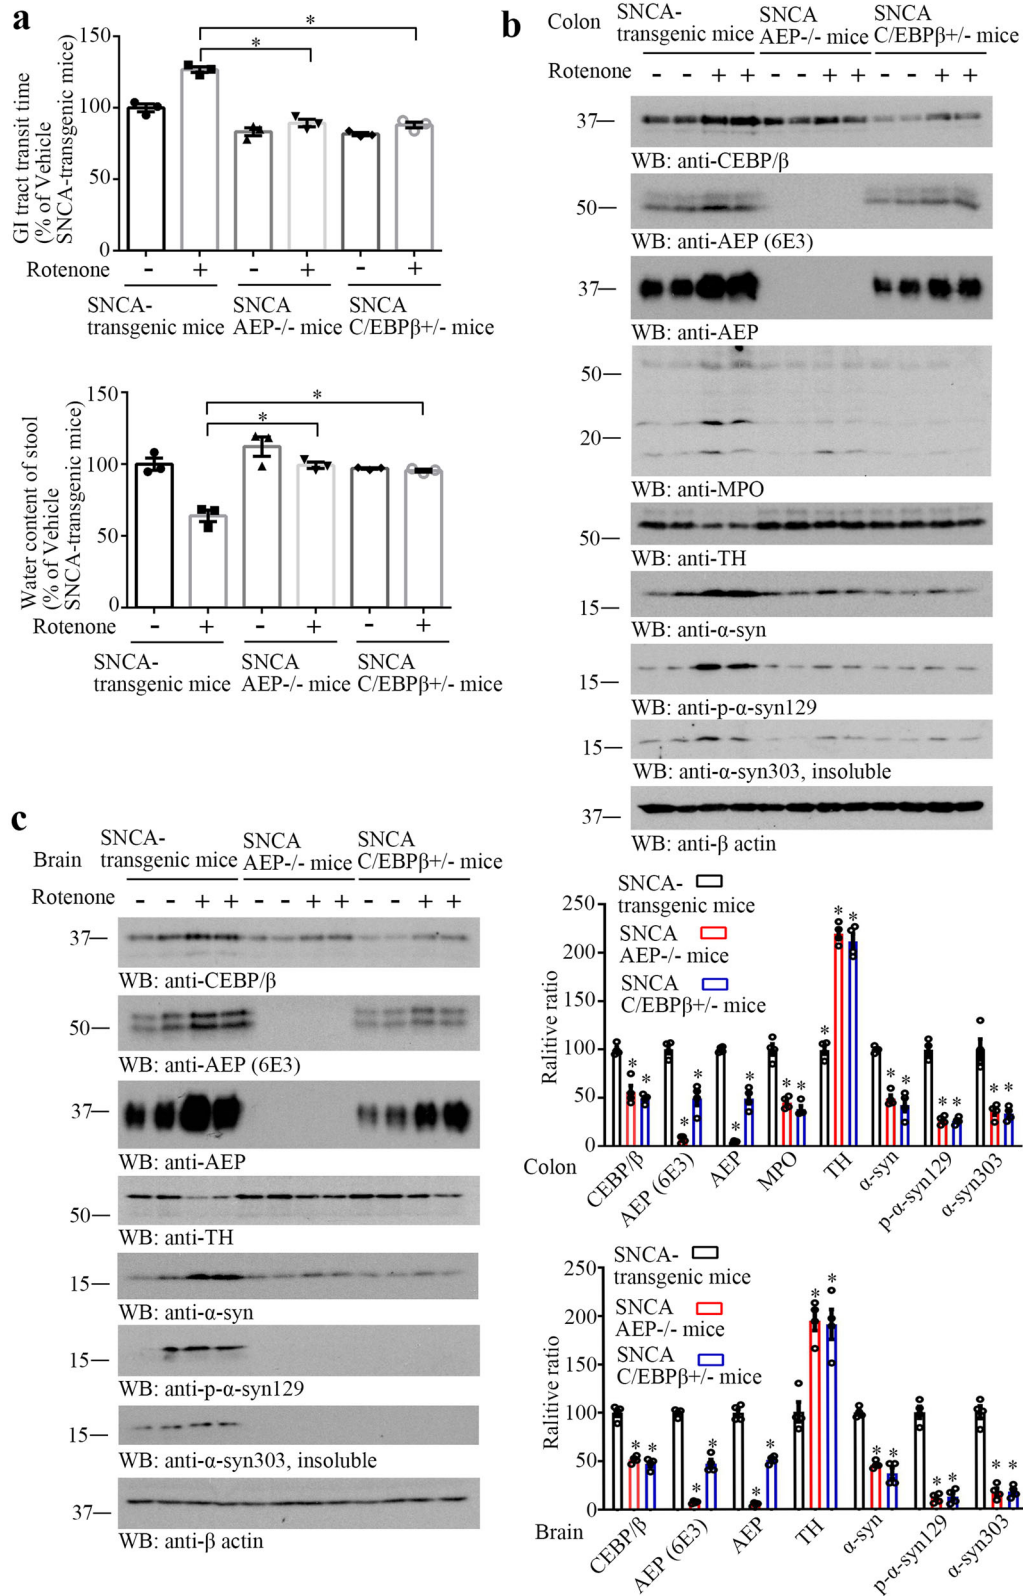 a
GI tract transit time
(% of Vehicle
SNCA-transgenic mice)
150
100
50
0
*
*
Rotenone - + - + - +
SNCA-
transgenic mice
SNCA
AEP-/- mice
SNCA
C/EBPβ+/- mice
Water content of stool
(% of Vehicle
SNCA-transgenic mice)
150
100
50
0
*
*
Rotenone - + - + - +
SNCA-
transgenic mice
SNCA
AEP-/- mice
SNCA
C/EBPβ+/- mice
b
Colon
SNCA-
transgenic mice
SNCA
AEP-/- mice
SNCA
C/EBPβ+/- mice
Rotenone - - + + - - + + - - + +
37
WB: anti-CEBP/β
50
WB: anti-AEP (6E3)
37
WB: anti-AEP
50
20
WB: anti-MPO
50
WB: anti-TH
15
WB: anti-α-syn
15
WB: anti-p-α-syn129
15
WB: anti-α-syn303, insoluble
37
WB: anti-β actin
SNCA-
transgenic mice
SNCA
AEP-/- mice
SNCA
C/EBPβ+/- mice
Ralitive ratio
250
200
150
100
50
0
* * * * * * * * * * * * * * * * *
Colon
CEBP/β
AEP (6E3)
AEP
MPO
TH
α-syn
p-α-syn129
α-syn303
c
Brain
SNCA-
transgenic mice
SNCA
AEP-/- mice
SNCA
C/EBPβ+/- mice
Rotenone - - + + - - + + - - + +
37
WB: anti-CEBP/β
50
WB: anti-AEP (6E3)
37
WB: anti-AEP
50
WB: anti-TH
15
WB: anti-α-syn
15
WB: anti-p-α-syn129
15
WB: anti-α-syn303, insoluble
37
WB: anti-β actin
SNCA-
transgenic mice
SNCA
AEP-/- mice
SNCA
C/EBPβ+/- mice
Ralitive ratio
250
200
150
100
50
0
* * * * * * * * * * * * * *
Brain
CEBP/β
AEP (6E3)
AEP
TH
α-syn
p-α-syn129
α-syn303